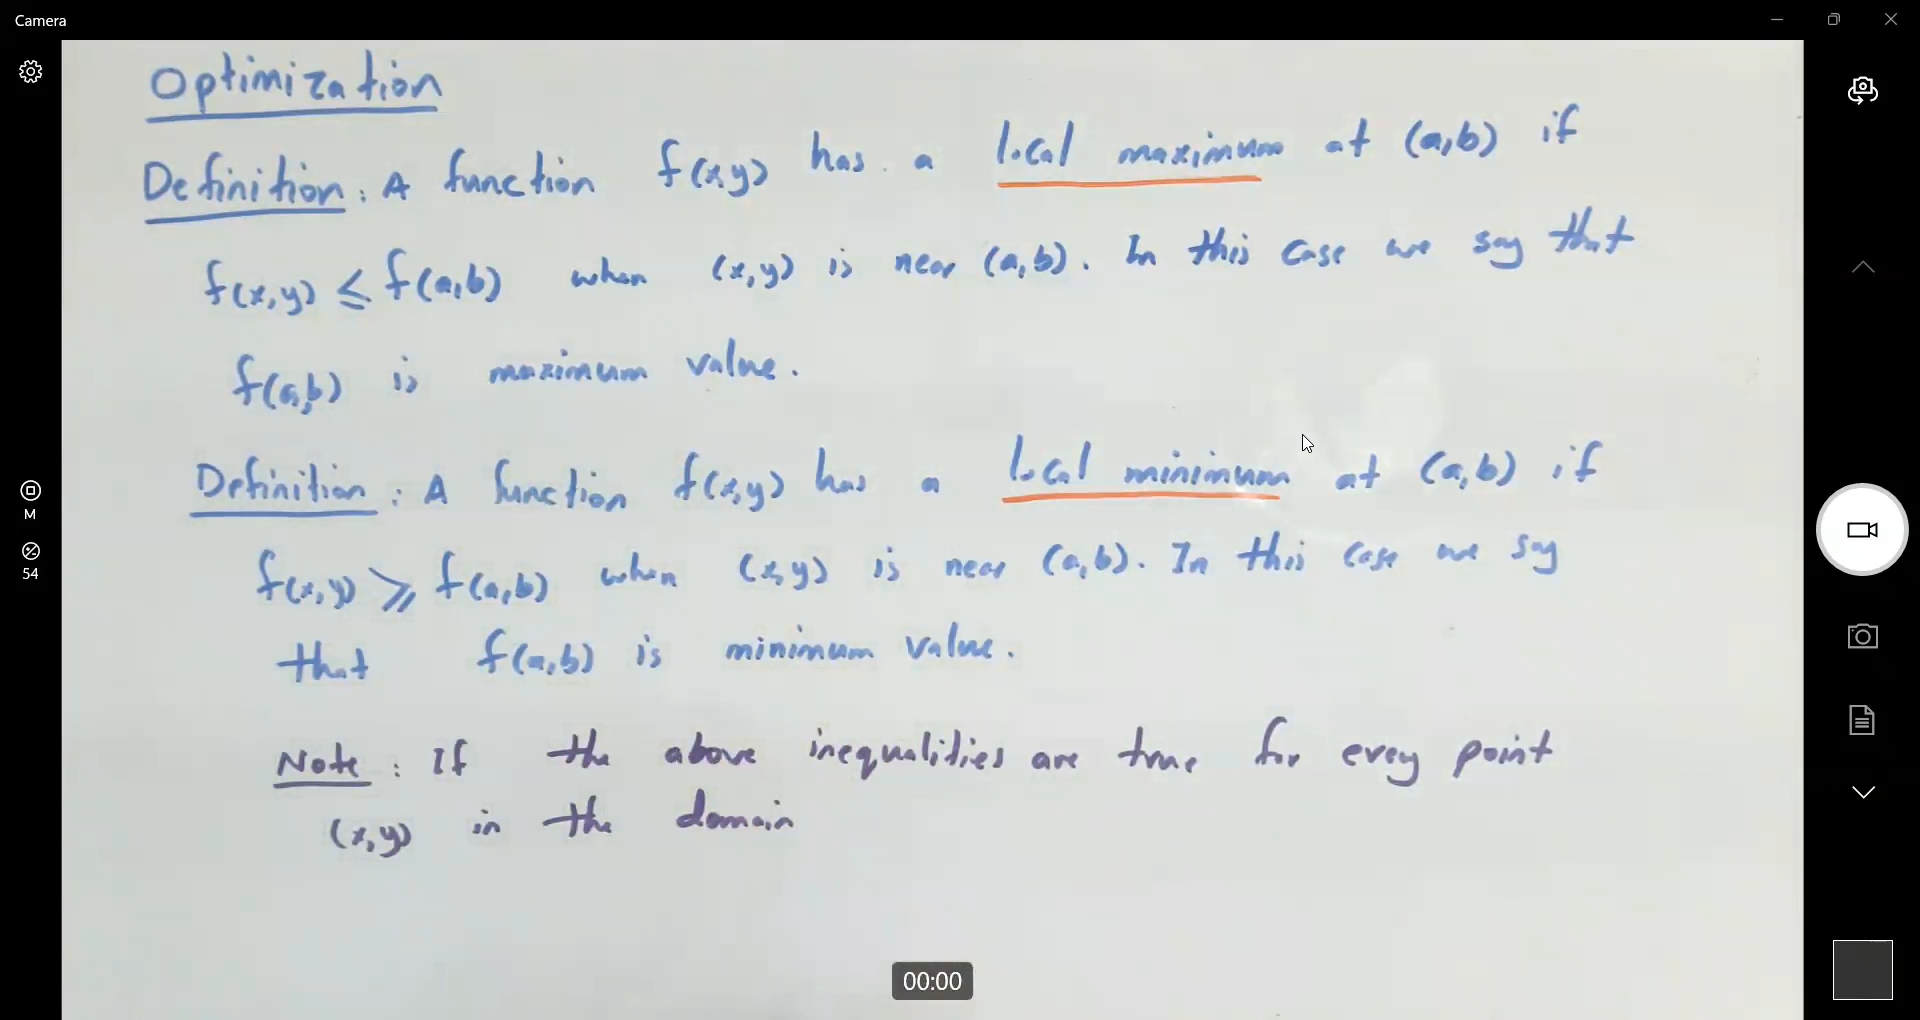 Camera
Optimization
Definition: A function f(x,y) has a local maximum at (a,b) if
f(x,y) ≤ f(a,b) when (x,y) is near (a,b). In this case we say that
f(a,b) is maximum value.
Definition: A function f(x,y) has a local minimum at (a,b) if
f(x,y) ≥ f(a,b) when (x,y) is near (a,b). In this case we say
that f(a,b) is minimum value.
Note: If the above inequalities are true for every point
(x,y) in the domain
M
54
00:00